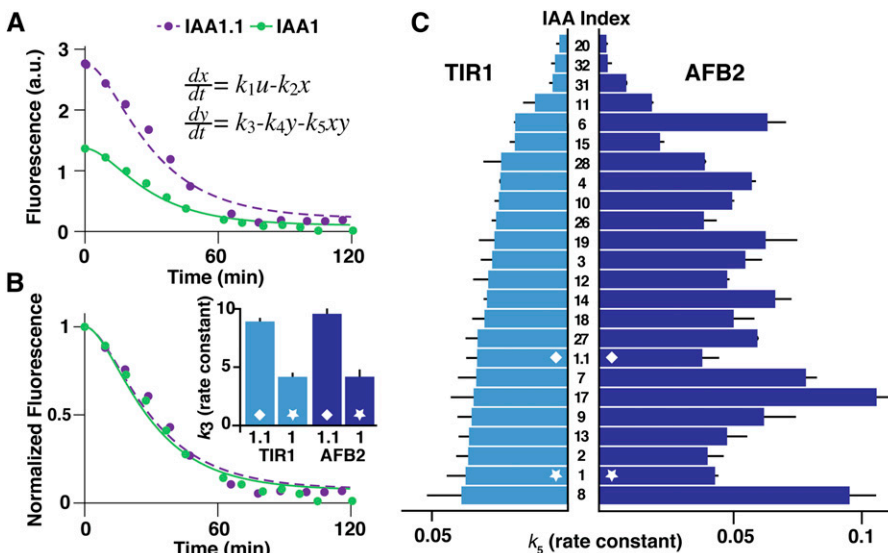 A
IAA1.1 IAA1
3
2
1
0
Fluorescence (a.u.)
dx/dt = k1u-k2x
dy/dt = k3-k4y-k5xy
60 120
Time (min)
B
1
0.5
0
Normalized Fluorescence
10
5
0
k3 (rate constant)
1.1 1 1.1 1
TIR1 AFB2
0 60 120
Time (min)
C
IAA Index
TIR1 AFB2
20
32
31
11
6
15
28
4
10
26
19
3
12
14
18
27
1.1
7
17
9
13
2
1
8
0.05 0.05 0.1
k5 (rate constant)